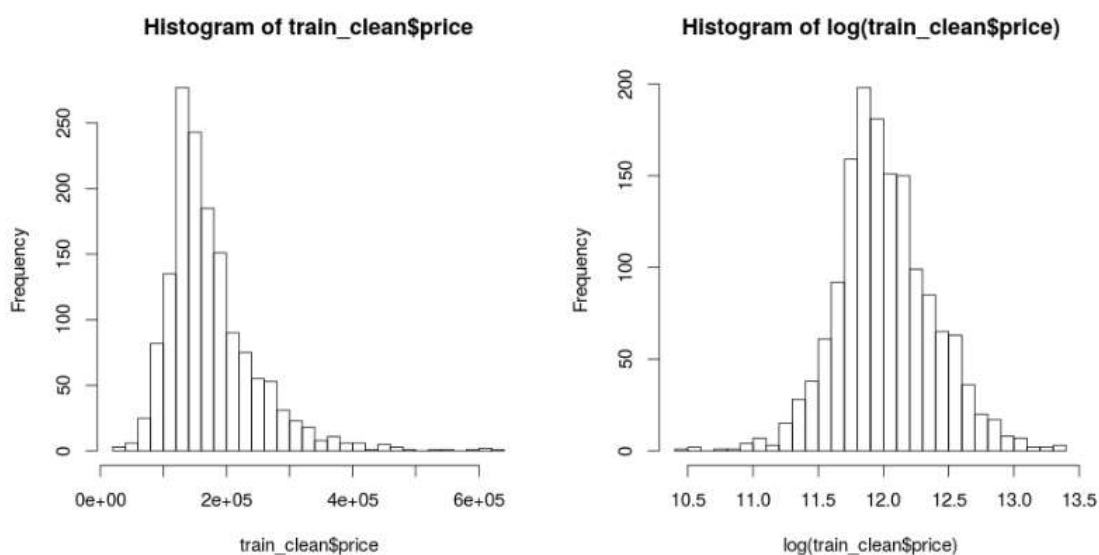 Histogram of train_clean$price
Frequency
0
50
100
150
200
250
0e+00
2e+05
4e+05
6e+05
train_clean$price
Histogram of log(train_clean$price)
Frequency
0
50
100
150
200
10.5
11.0
11.5
12.0
12.5
13.0
13.5
log(train_clean$price)